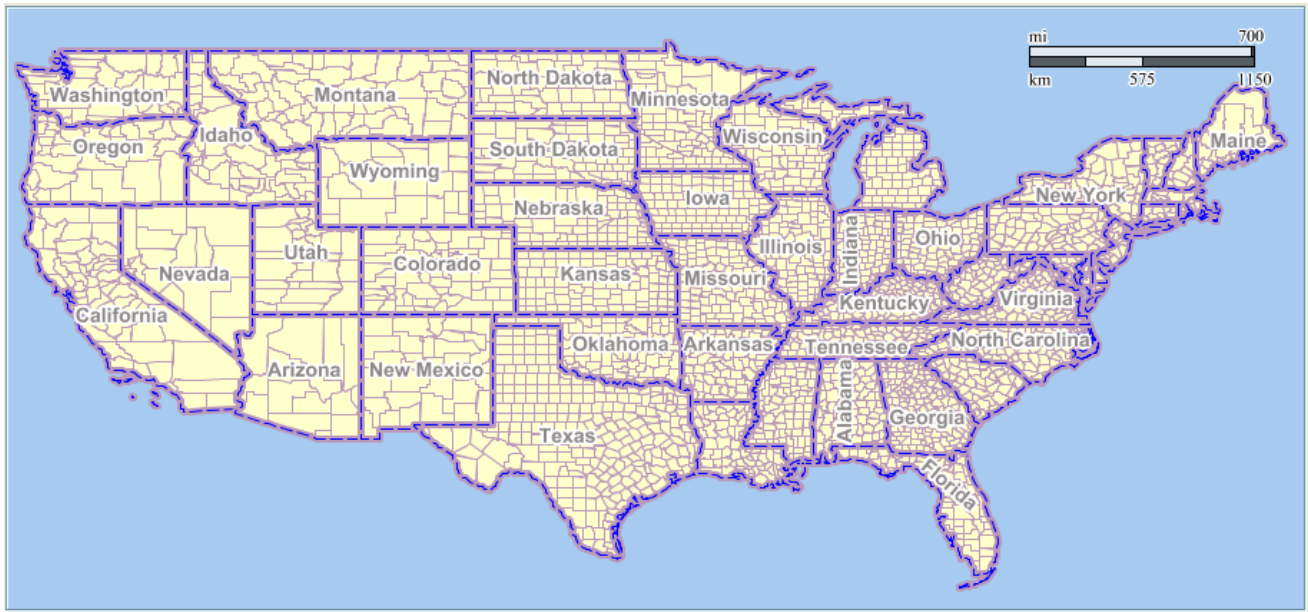 mi 700
km 575 1150
North Dakota
Minnesota
Washington
Montana
Idaho
Oregon
Wisconsin
Maine
South Dakota
Wyoming
New York
Iowa
Nebraska
Ohio
Illinois
Indiana
Utah
Colorado
Nevada
Kansas
Missouri
Kentucky
Virginia
California
Oklahoma
Arkansas
Tennessee
North Carolina
Arizona
New Mexico
Alabama
Georgia
Texas
Florida